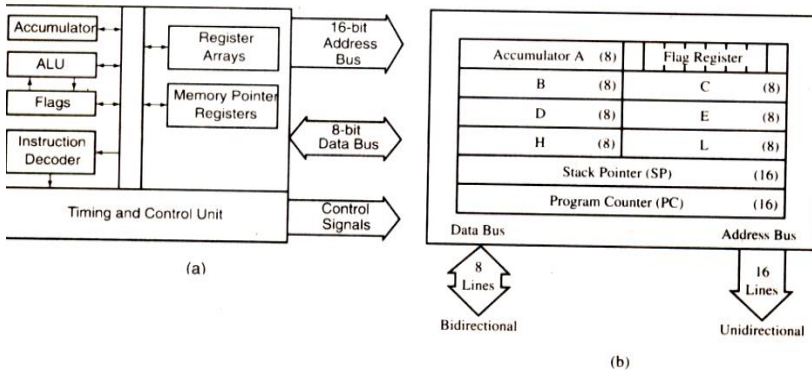 Accumulator
ALU
Flags
Instruction
Decoder
Register
Arrays
Memory Pointer
Registers
Timing and Control Unit
16-bit
Address
Bus
8-bit
Data Bus
Control
Signals
(a)
Accumulator A (8) Flag Register
B (8) C (8)
D (8) E (8)
H (8) L (8)
Stack Pointer (SP) (16)
Program Counter (PC) (16)
Data Bus Address Bus
8
Lines
Bidirectional
16
Lines
Unidirectional
(b)